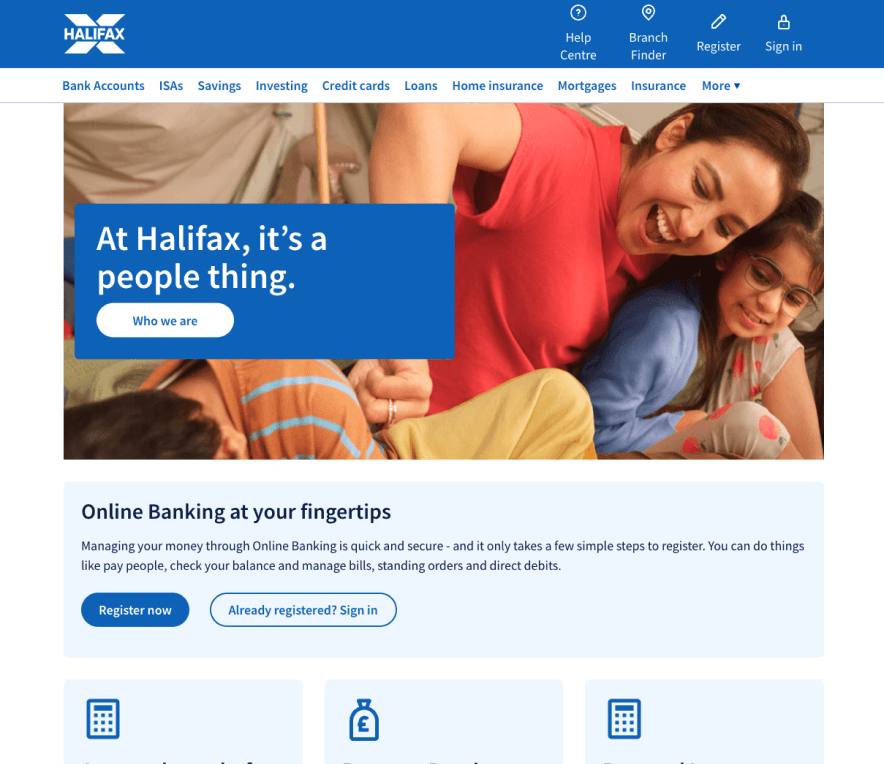 HALIFAX
Help
Centre
Branch
Finder
Register
Sign in
Bank Accounts ISAs Savings Investing Credit cards Loans Home insurance Mortgages Insurance More ▾
At Halifax, it’s a
people thing.
Who we are
Online Banking at your fingertips
Managing your money through Online Banking is quick and secure - and it only takes a few simple steps to register. You can do things
like pay people, check your balance and manage bills, standing orders and direct debits.
Register now
Already registered? Sign in
£